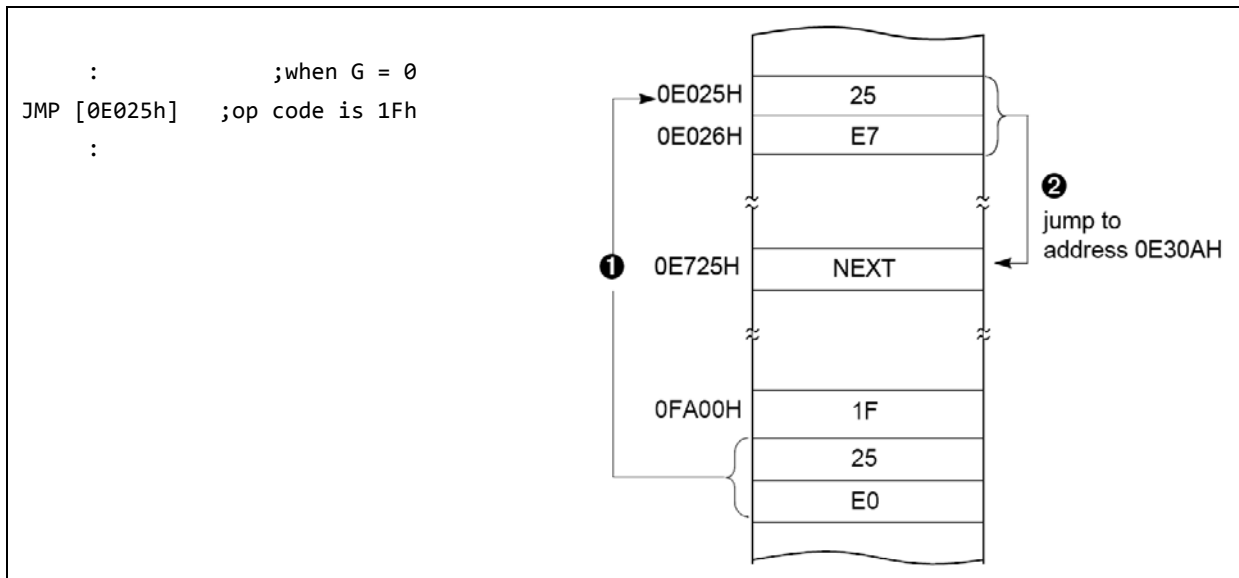 : ;when G = 0
JMP [0E025h] ;op code is 1Fh
:
0E025H 25
0E026H E7
❷
jump to
address 0E30AH
❶ 0E725H NEXT
0FA00H 1F
25
E0